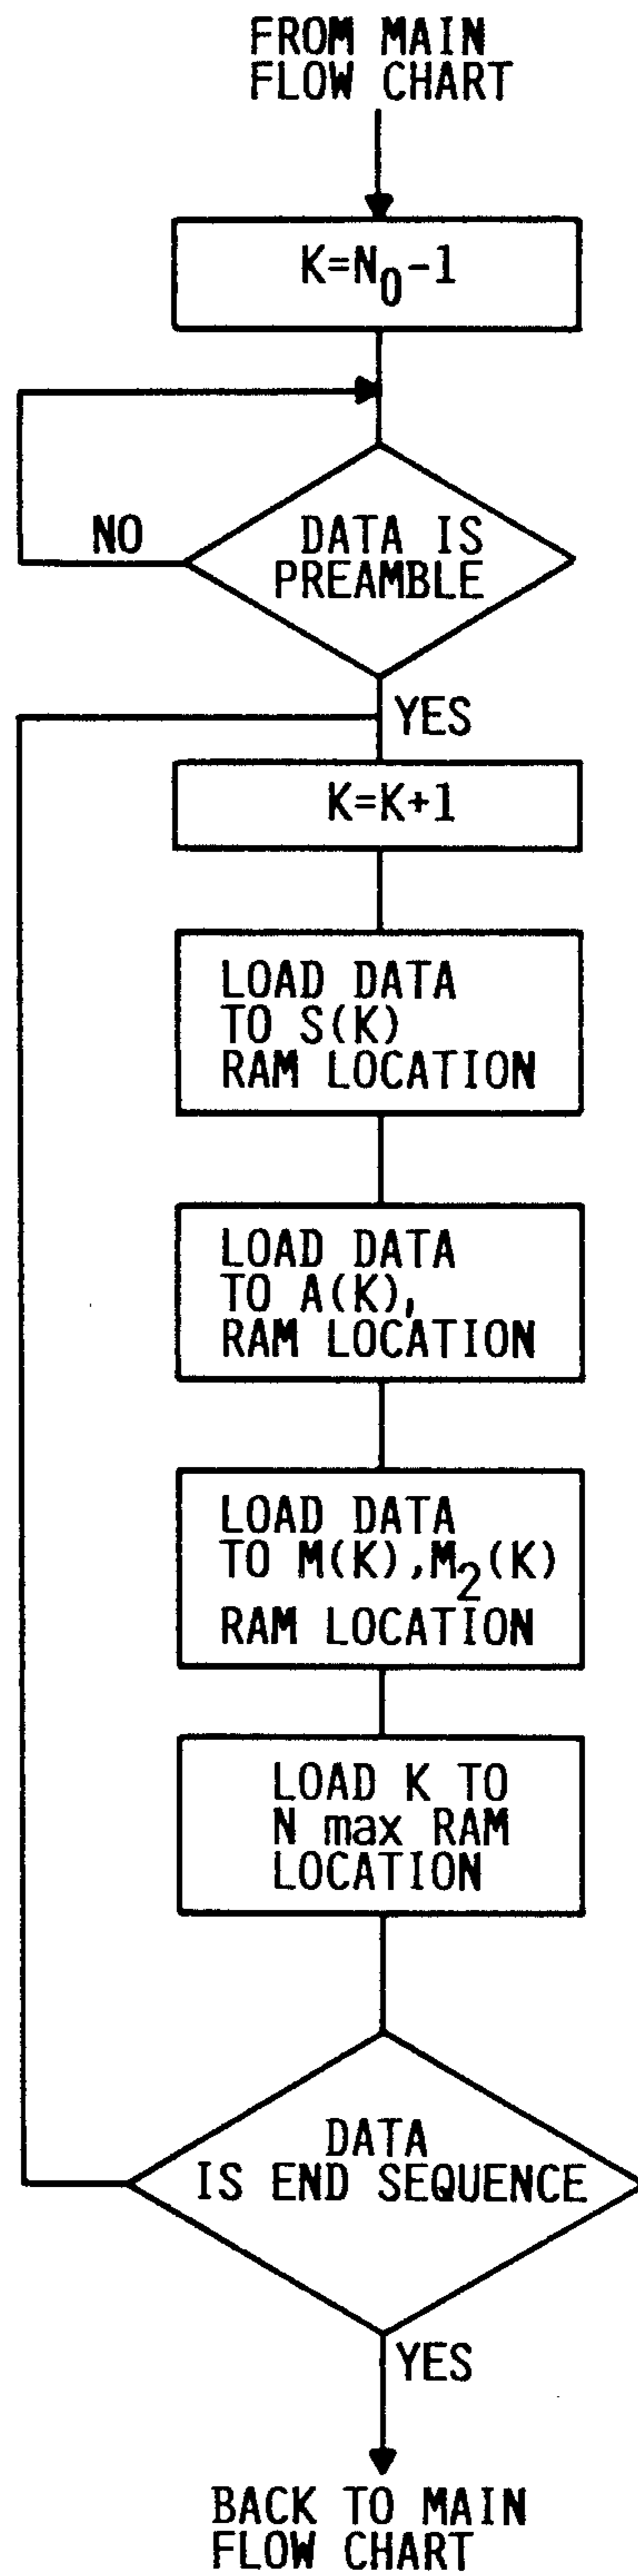 FROM MAIN
FLOW CHART
K=N₀-1
NO
DATA IS
PREAMBLE
YES
K=K+1
LOAD DATA
TO S(K)
RAM LOCATION
LOAD DATA
TO A(K),
RAM LOCATION
LOAD DATA
TO M(K),M₂(K)
RAM LOCATION
LOAD K TO
N max RAM
LOCATION
DATA
IS END SEQUENCE
YES
BACK TO MAIN
FLOW CHART